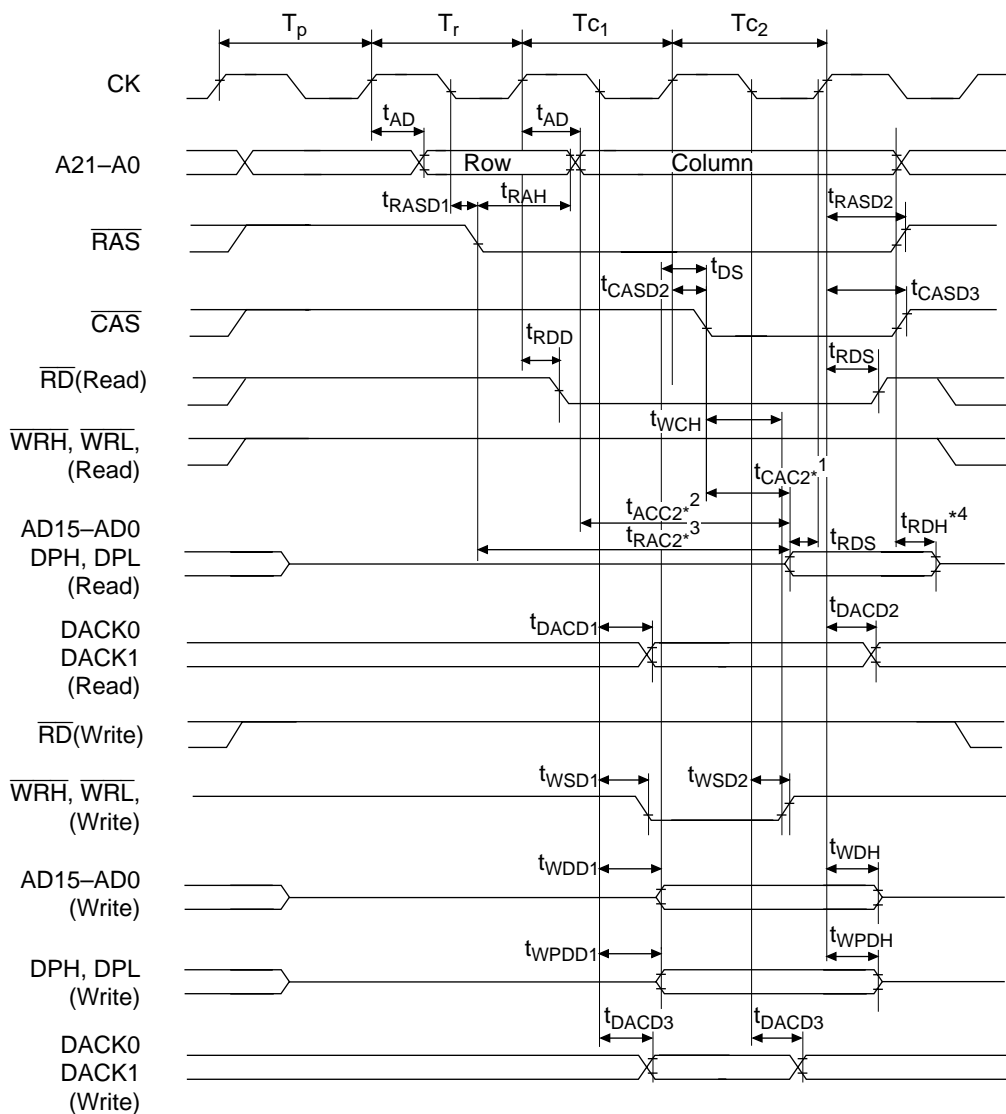 Tp Tr Tc1 Tc2
CK
tAD tAD
A21–A0 Row Column
tRASD1 tRAH tRASD2
RAS
tDS
tCASD2 tCASD3
CAS
tRDD tRDS
RD(Read)
tWCH
WRH, WRL,
(Read)
tCAC2*1
tACC2*2
AD15–AD0
tRAC2*3 tRDS tRDH*4
DPH, DPL
(Read)
DACK0
tDACD1 tDACD2
DACK1
(Read)
RD(Write)
WRH, WRL,
tWSD1 tWSD2
(Write)
tWDD1 tWDH
AD15–AD0
(Write)
tWPDD1 tWPDH
DPH, DPL
(Write)
tDACD3 tDACD3
DACK0
DACK1
(Write)